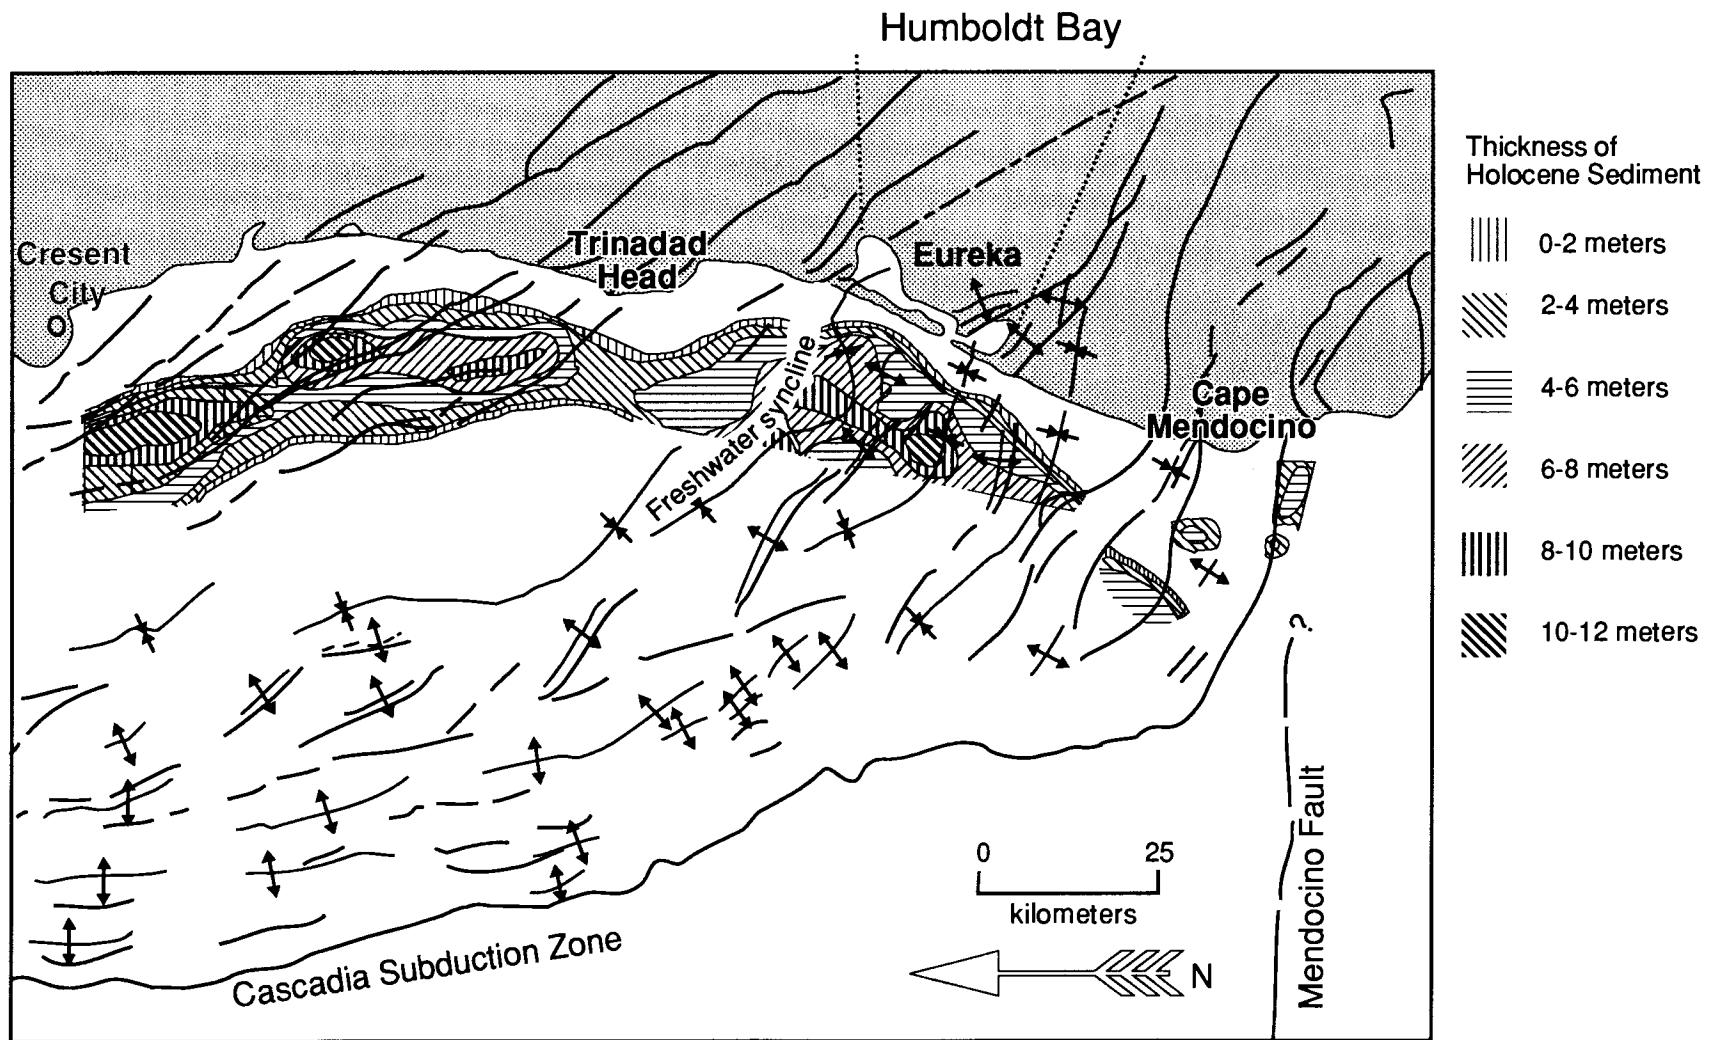 Humboldt Bay
Thickness of
Holocene Sediment
0-2 meters
2-4 meters
4-6 meters
6-8 meters
8-10 meters
10-12 meters
Cresent
City
Trinadad
Head
Eureka
Cape
Mendocino
Freshwater syncline
?
Mendocino Fault
0 25
kilometers
N
Cascadia Subduction Zone